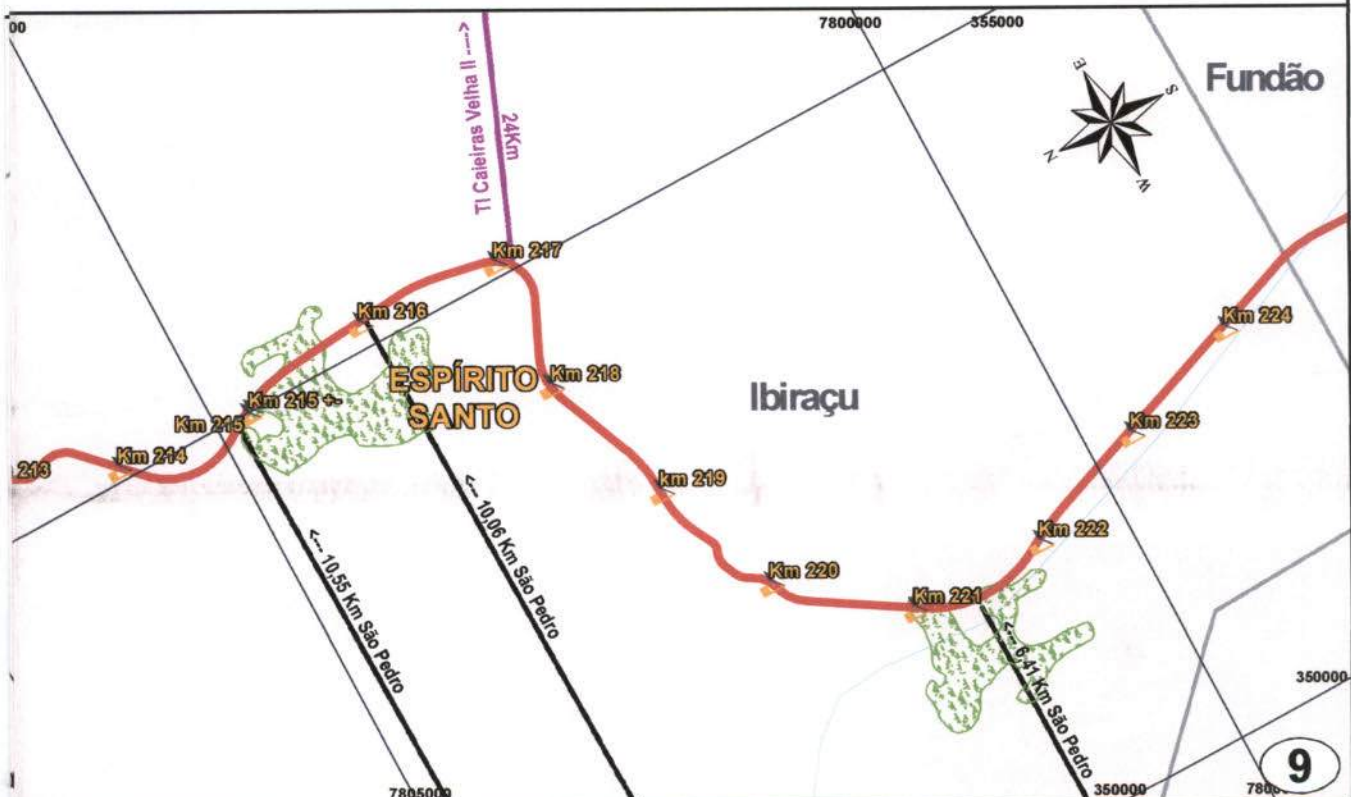 00
7800000
355000
Fundão
E
S
N
W
TI Caieiras Velha II ---->
24Km
Km 217
Km 216
ESPÍRITO
SANTO
Km 218
Ibiraçu
Km 224
Km 215 +-
Km 215
Km 223
213
Km 214
km 219
Km 222
<--- 10,55 Km São Pedro
<--- 10,06 Km São Pedro
Km 220
Km 221
<--- 6,41 Km São Pedro
350000
7805000
350000
7800
9